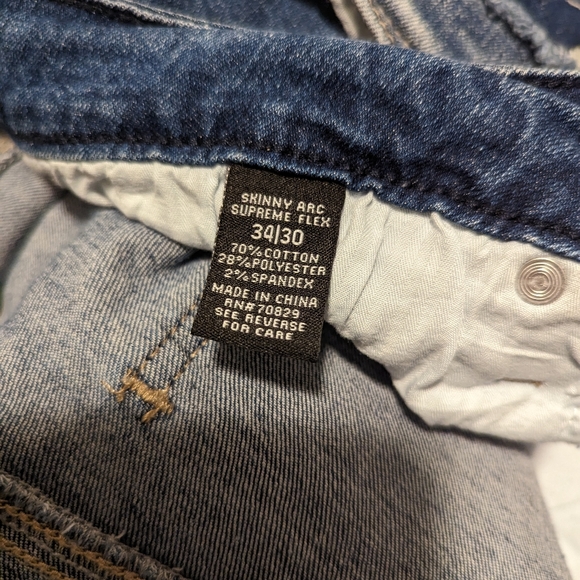 SKINNY ARC
SUPREME FLEX
34|30
70%COTTON
28%POLYESTER
2%SPANDEX
MADE IN CHINA
RN#70829
SEE REVERSE
FOR CARE